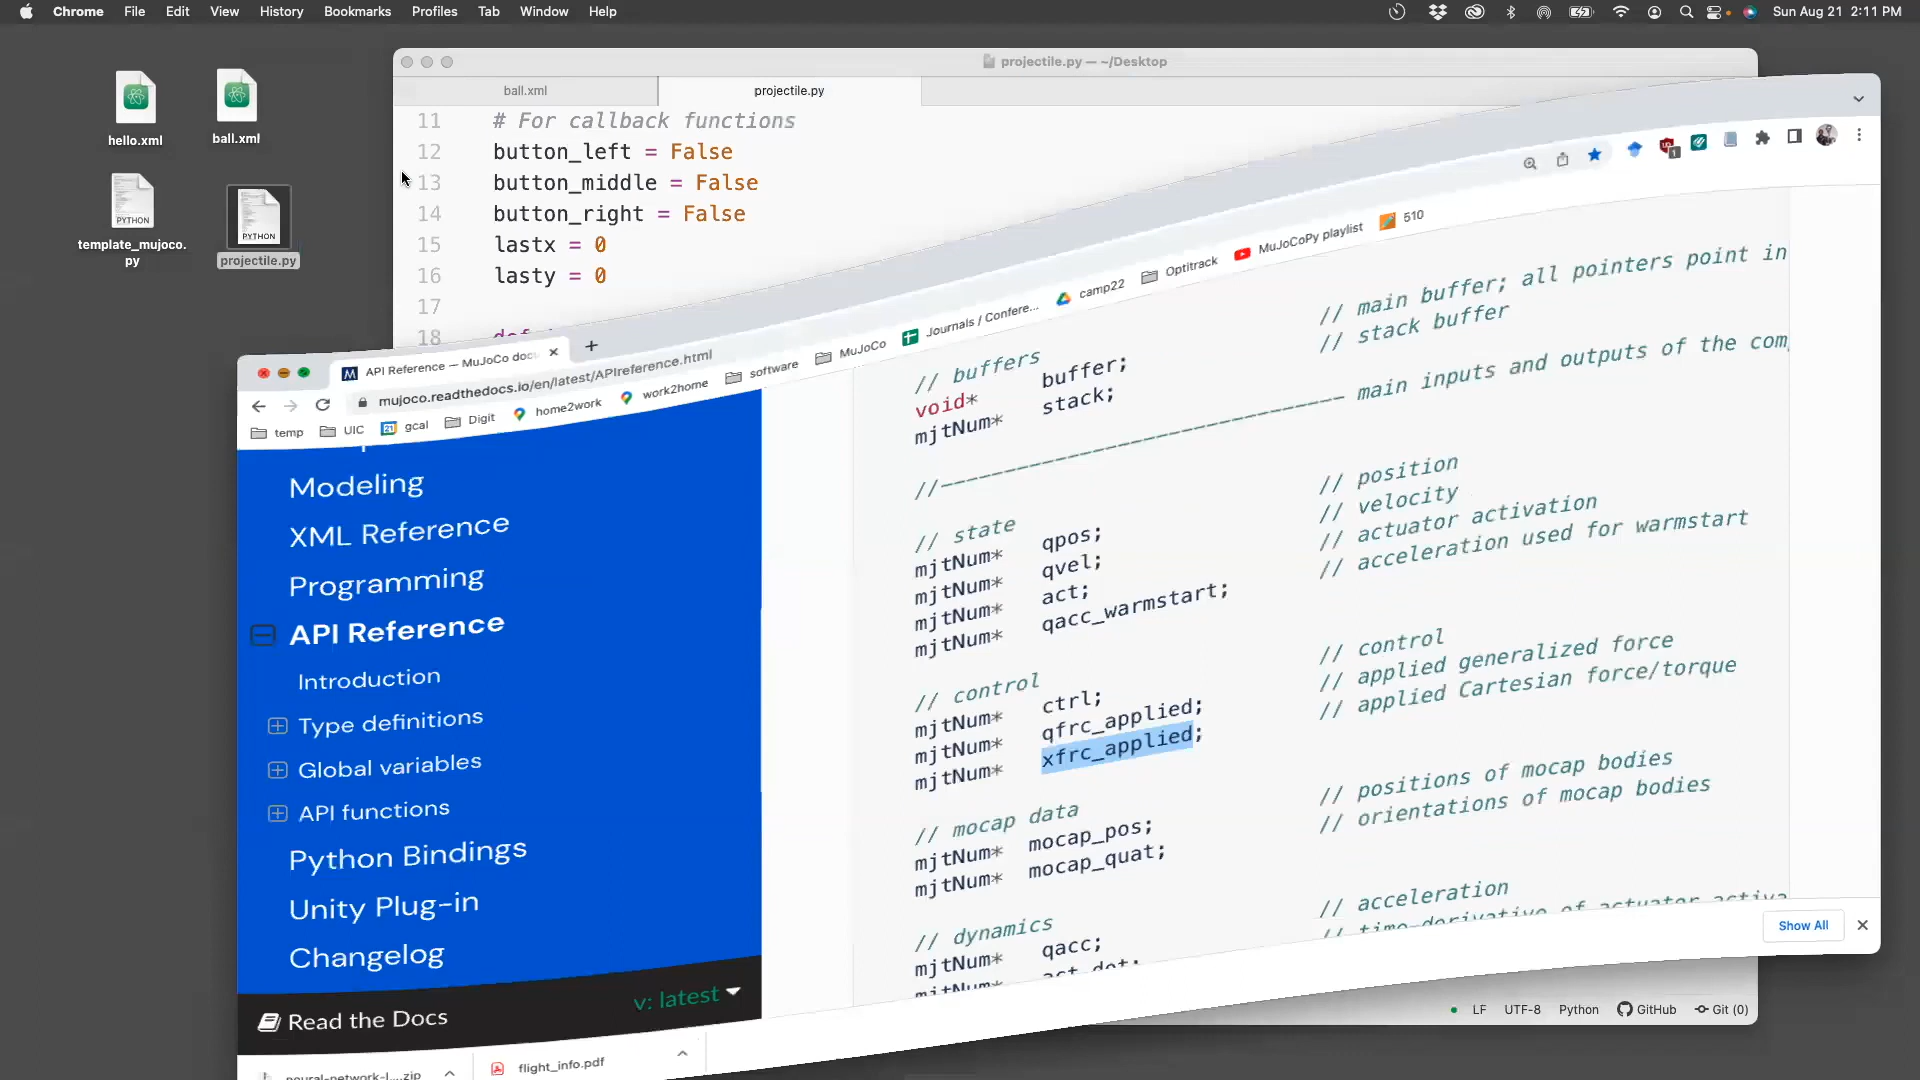 Chrome File Edit View History Bookmarks Profiles Tab Window Help
Sun Aug 21 2:11 PM
hello.xml
ball.xml
PYTHON
template_mujoco.
py
PYTHON
projectile.py
projectile.py — ~/Desktop
ball.xml
projectile.py
11 # For callback functions
12 button_left = False
13 button_middle = False
14 button_right = False
15 lastx = 0
16 lasty = 0
17
18
API Reference — MuJoCo
mujoco.readthedocs.io/en/latest/APIreference.html
temp UIC gcal Digit home2work work2home software MuJoCo Journals / Confere... camp22 Optitrack MuJoCoPy playlist 510
Modeling
XML Reference
Programming
API Reference
Introduction
Type definitions
Global variables
API functions
Python Bindings
Unity Plug-in
Changelog
Read the Docs
v: latest
// buffers
void* buffer; // main buffer; all pointers point in
mjtNum* stack; // stack buffer
//-------------------------------- main inputs and outputs of the com
// state
mjtNum* qpos; // position
mjtNum* qvel; // velocity
mjtNum* act; // actuator activation
mjtNum* qacc_warmstart; // acceleration used for warmstart
// control
mjtNum* ctrl; // control
mjtNum* qfrc_applied; // applied generalized force
mjtNum* xfrc_applied; // applied Cartesian force/torque
// mocap data
mjtNum* mocap_pos; // positions of mocap bodies
mjtNum* mocap_quat; // orientations of mocap bodies
// dynamics
mjtNum* qacc; // acceleration
mjtNum* act_dot; // time-derivative of actuator activa
Show All
flight_info.pdf
LF UTF-8 Python GitHub Git (0)